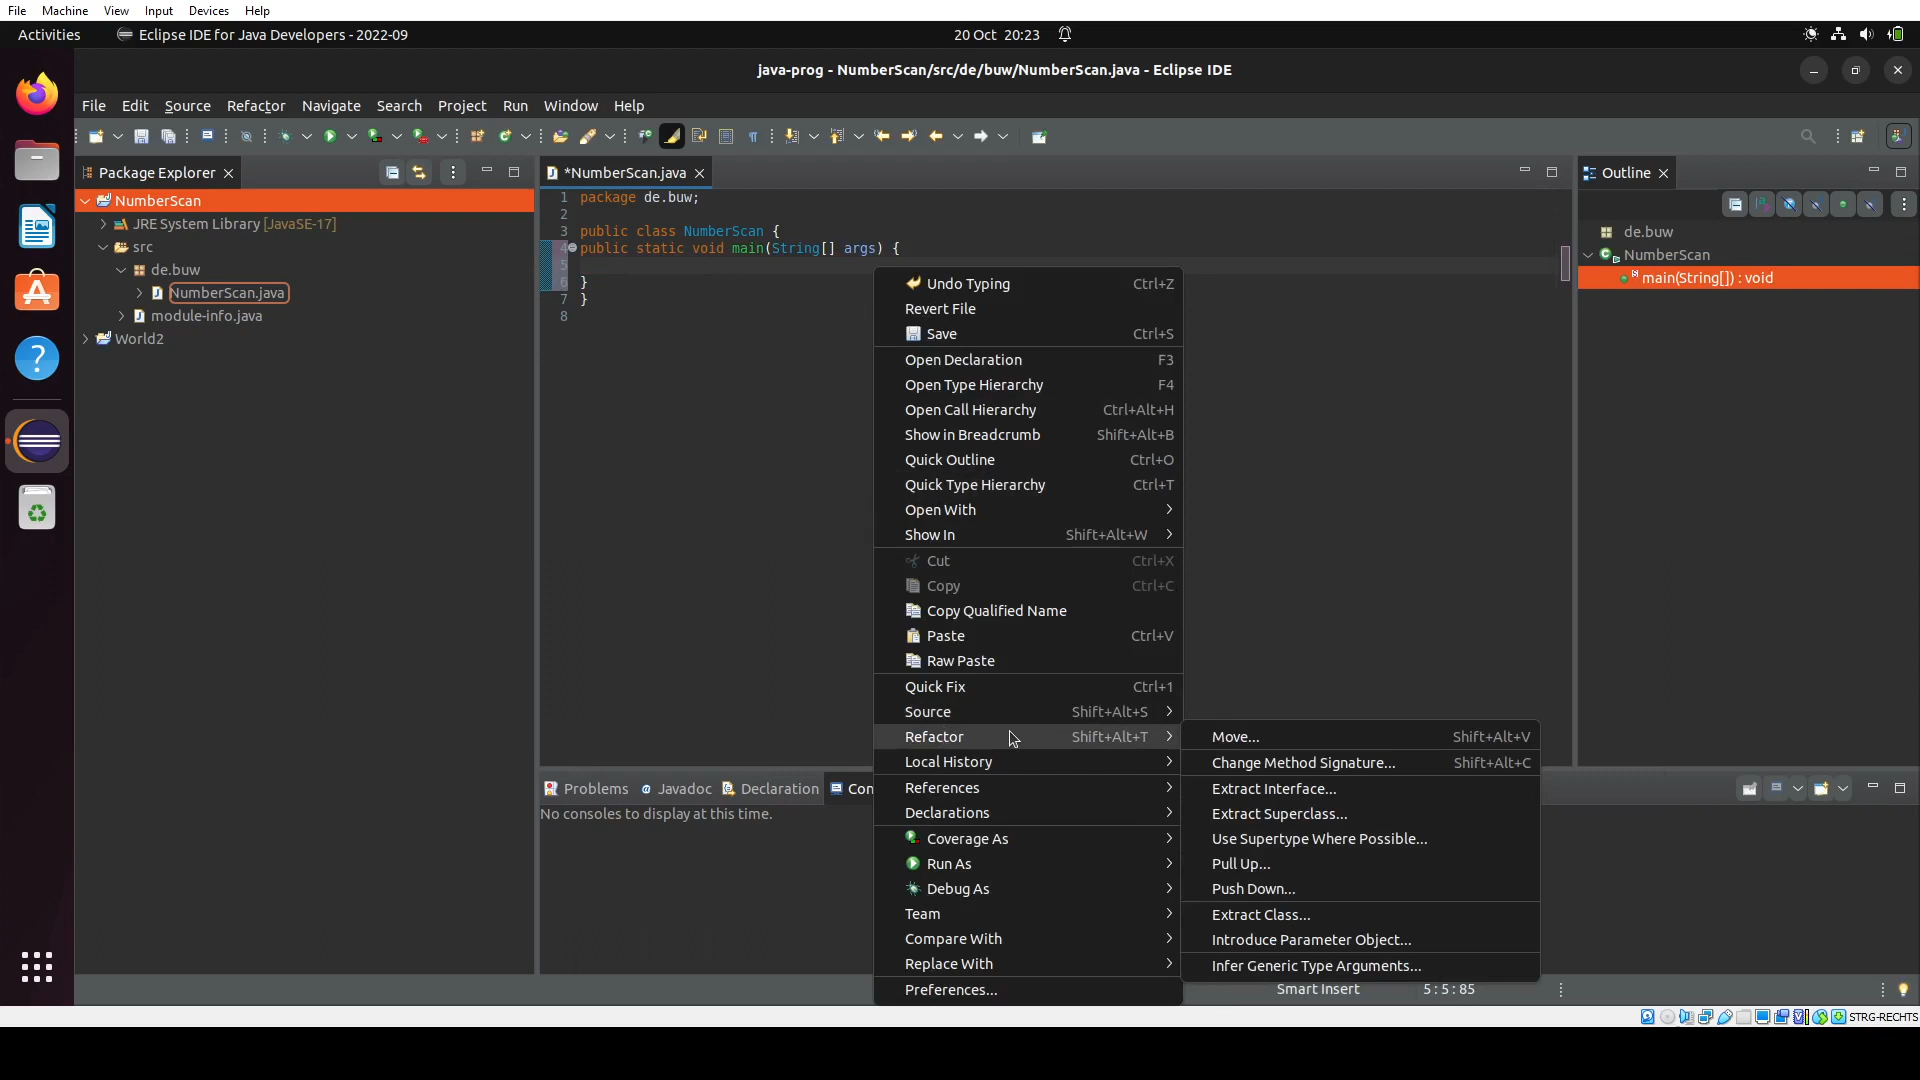 File Machine View Input Devices Help
Activities Eclipse IDE for Java Developers - 2022-09 20 Oct 20:23
java-prog - NumberScan/src/de/buw/NumberScan.java - Eclipse IDE
File Edit Source Refactor Navigate Search Project Run Window Help
Package Explorer
NumberScan
JRE System Library [JavaSE-17]
src
de.buw
NumberScan.java
module-info.java
World2
*NumberScan.java
1 package de.buw;
2
3 public class NumberScan {
4 public static void main(String[] args) {
5
6 }
7 }
8
Undo Typing Ctrl+Z
Revert File
Save Ctrl+S
Open Declaration F3
Open Type Hierarchy F4
Open Call Hierarchy Ctrl+Alt+H
Show in Breadcrumb Shift+Alt+B
Quick Outline Ctrl+O
Quick Type Hierarchy Ctrl+T
Open With
Show In Shift+Alt+W
Cut Ctrl+X
Copy Ctrl+C
Copy Qualified Name
Paste Ctrl+V
Raw Paste
Quick Fix Ctrl+1
Source Shift+Alt+S
Refactor Shift+Alt+T
Local History
References
Declarations
Coverage As
Run As
Debug As
Team
Compare With
Replace With
Preferences...
Move... Shift+Alt+V
Change Method Signature... Shift+Alt+C
Extract Interface...
Extract Superclass...
Use Supertype Where Possible...
Pull Up...
Push Down...
Extract Class...
Introduce Parameter Object...
Infer Generic Type Arguments...
Outline
de.buw
NumberScan
main(String[]) : void
Problems Javadoc Declaration Con
No consoles to display at this time.
Smart Insert 5 : 5 : 85
STRG-RECHTS